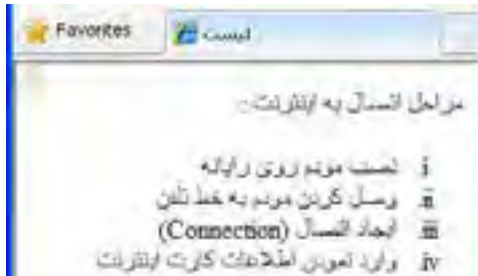 Favorites
لیست
مراحل اتصال به اینترنت:
i. نصب مودم روی رایانه
ii. وصل کردن مودم به خط تلفن
iii. ایجاد اتصال (Connection)
iv. وارد نمودن اطلاعات کارت اینترنت